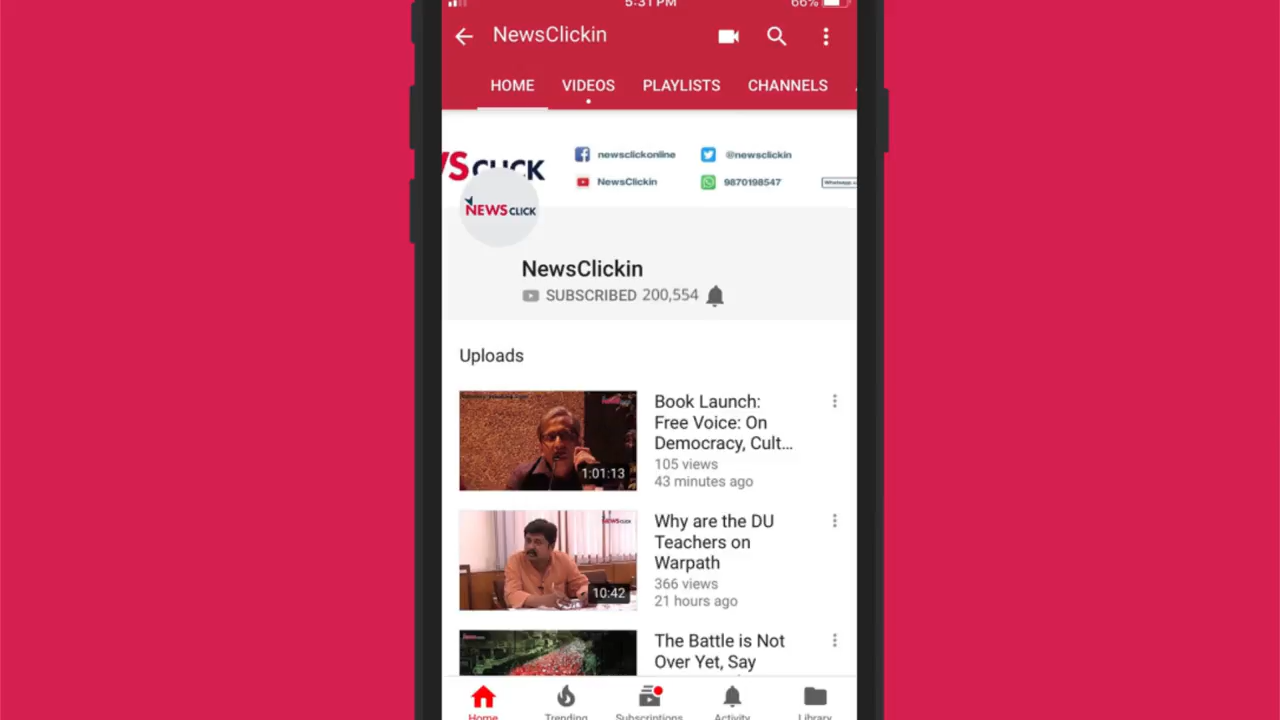 5:31 PM
66%
NewsClickin
HOME VIDEOS PLAYLISTS CHANNELS
CLICK
newsclickonline @newsclickin
NewsClickin 9870198547
NEWSCLICK
NewsClickin
SUBSCRIBED 200,554
Uploads
Book Launch:
Free Voice: On
Democracy, Cult...
105 views
43 minutes ago
1:01:13
Why are the DU
Teachers on
Warpath
366 views
21 hours ago
NEWSCLICK
10:42
The Battle is Not
Over Yet, Say
Home Trending Subscriptions Activity Library